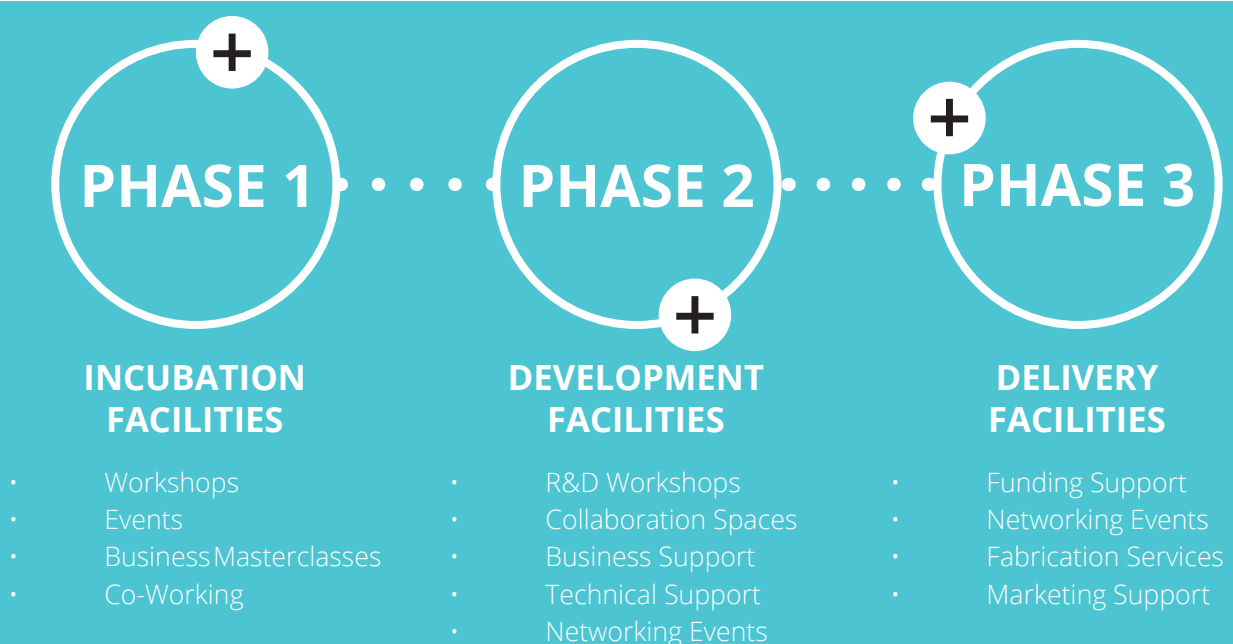 PHASE 1
PHASE 2
PHASE 3
INCUBATION
FACILITIES
• Workshops
• Events
• Business Masterclasses
• Co-Working
DEVELOPMENT
FACILITIES
• R&D Workshops
• Collaboration Spaces
• Business Support
• Technical Support
• Networking Events
DELIVERY
FACILITIES
• Funding Support
• Networking Events
• Fabrication Services
• Marketing Support